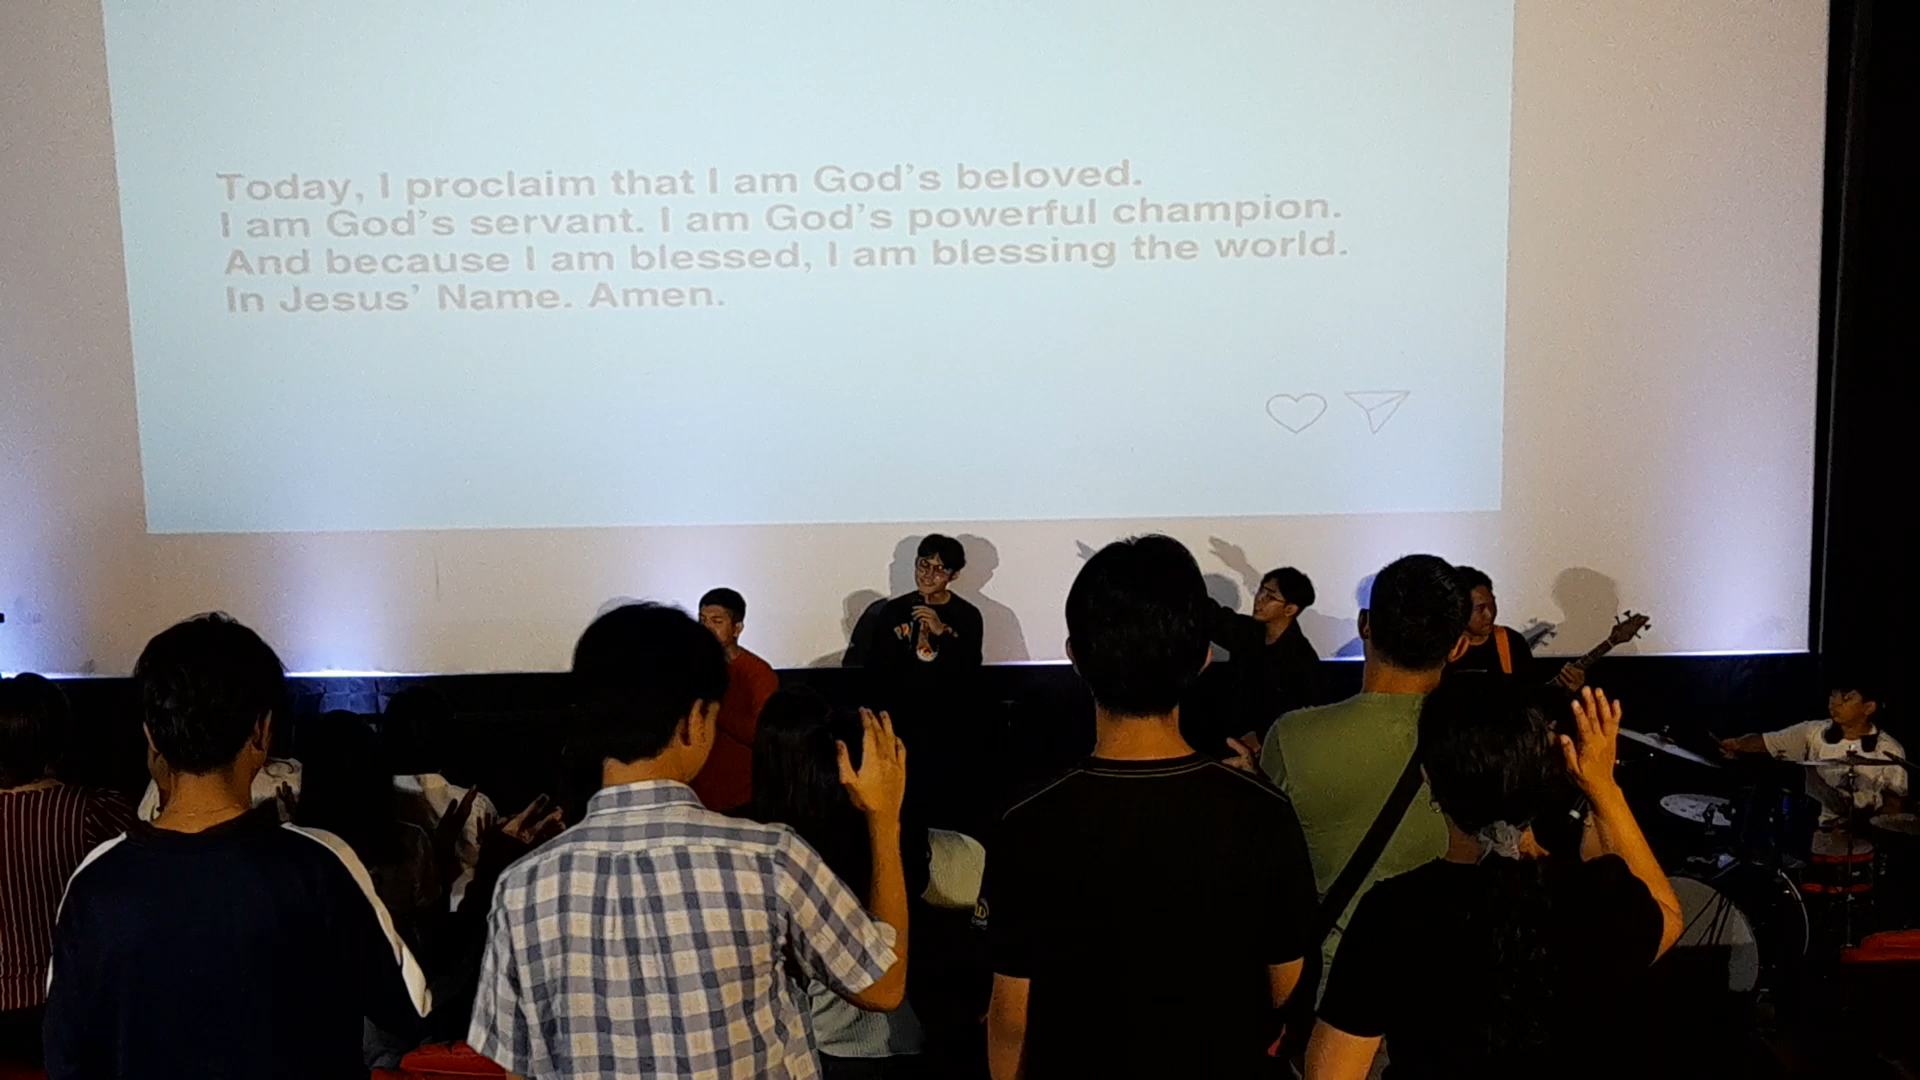 Today, I proclaim that I am God's beloved.
I am God's servant. I am God's powerful champion.
And because I am blessed, I am blessing the world.
In Jesus' Name. Amen.